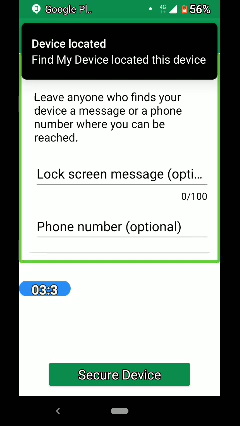 Google Pl..
4G
56%
Device located
Find My Device located this device
Leave anyone who finds your
device a message or a phone
number where you can be
reached.
Lock screen message (opti...
0/100
Phone number (optional)
03:3
Secure Device